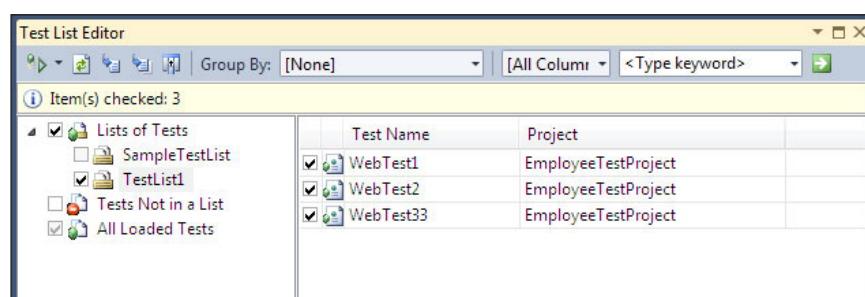 Test List Editor
Group By: [None] [All Colum <Type keyword>
Item(s) checked: 3
Lists of Tests
SampleTestList
TestList1
Tests Not in a List
All Loaded Tests
Test Name Project
WebTest1 EmployeeTestProject
WebTest2 EmployeeTestProject
WebTest33 EmployeeTestProject